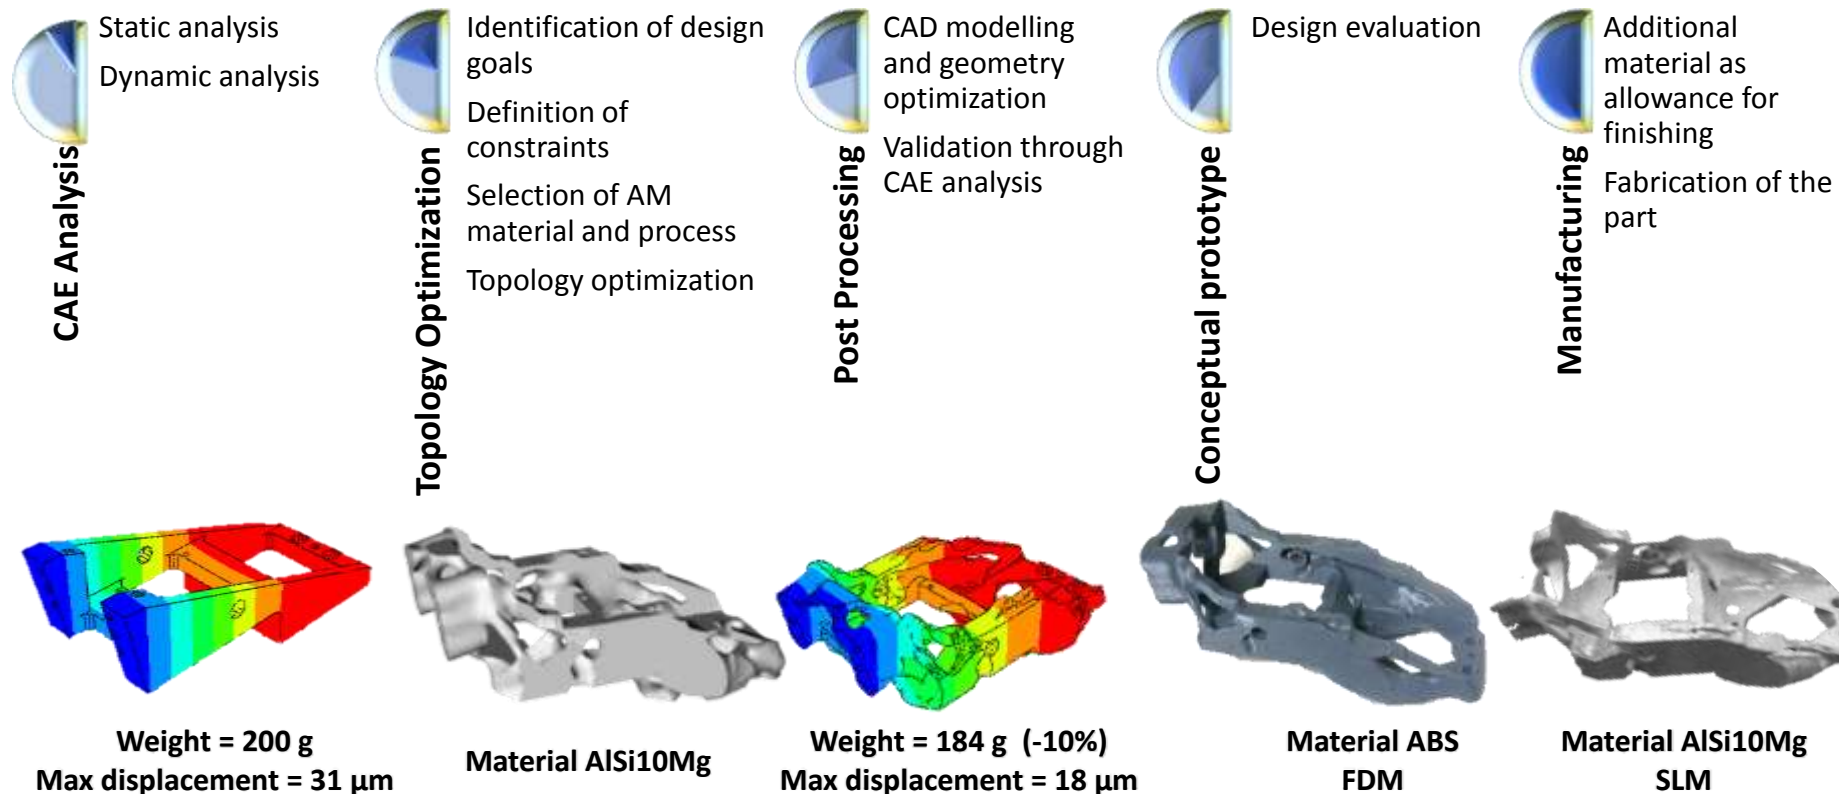 Static analysis
Dynamic analysis
CAE Analysis
Identification of design
goals
Definition of
constraints
Selection of AM
material and process
Topology optimization
Topology Optimization
CAD modelling
and geometry
optimization
Validation through
CAE analysis
Post Processing
Design evaluation
Conceptual prototype
Additional
material as
allowance for
finishing
Fabrication of the
part
Manufacturing
Weight = 200 g
Max displacement = 31 µm
Material AlSi10Mg
Weight = 184 g (-10%)
Max displacement = 18 µm
Material ABS
FDM
Material AlSi10Mg
SLM